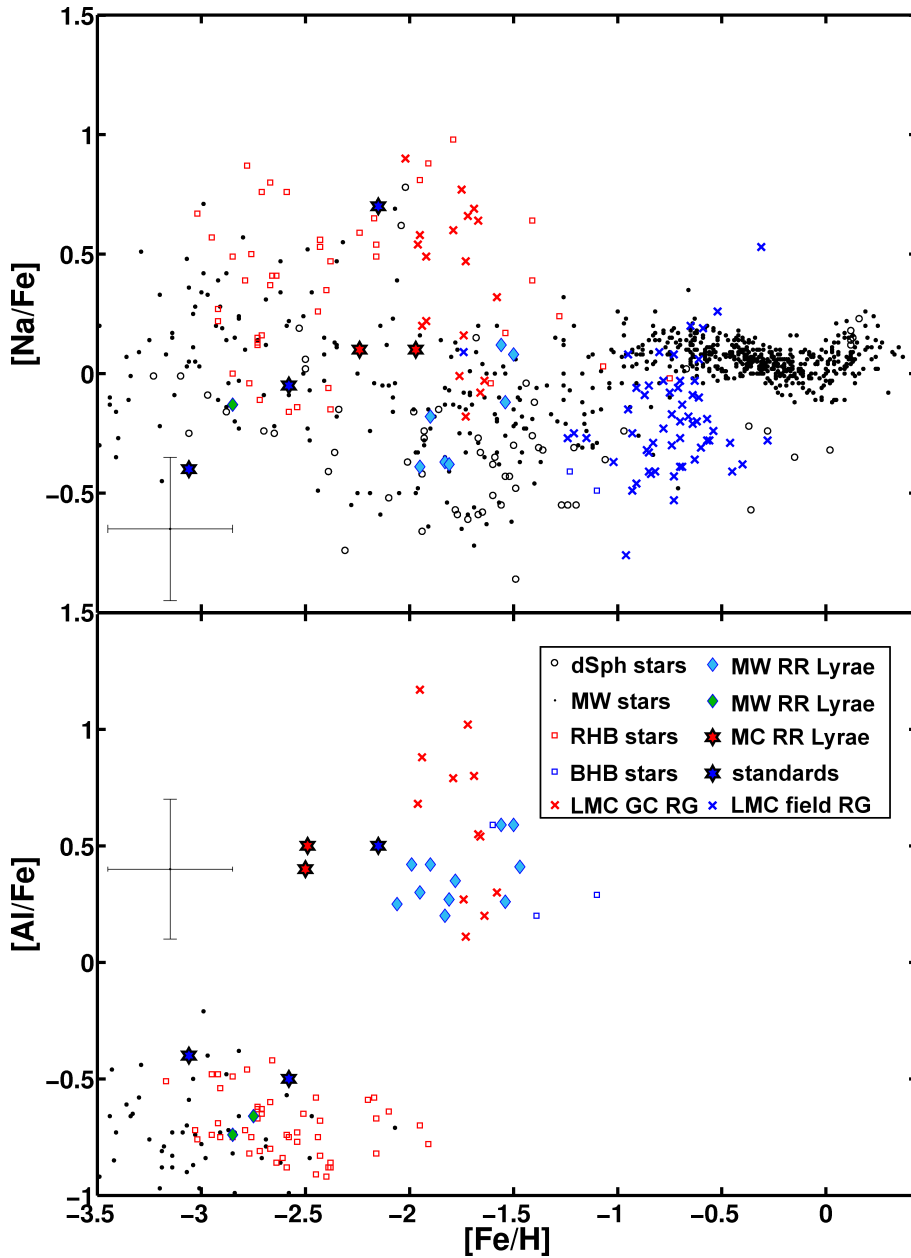 1.5
1
0.5
0
−0.5
[Na/Fe]
1.5
1
0.5
0
−0.5
−1
[Al/Fe]
dSph stars
MW RR Lyrae
MW stars
MW RR Lyrae
RHB stars
MC RR Lyrae
BHB stars
standards
LMC GC RG
LMC field RG
−3.5 −3 −2.5 −2 −1.5 −1 −0.5 0
[Fe/H]